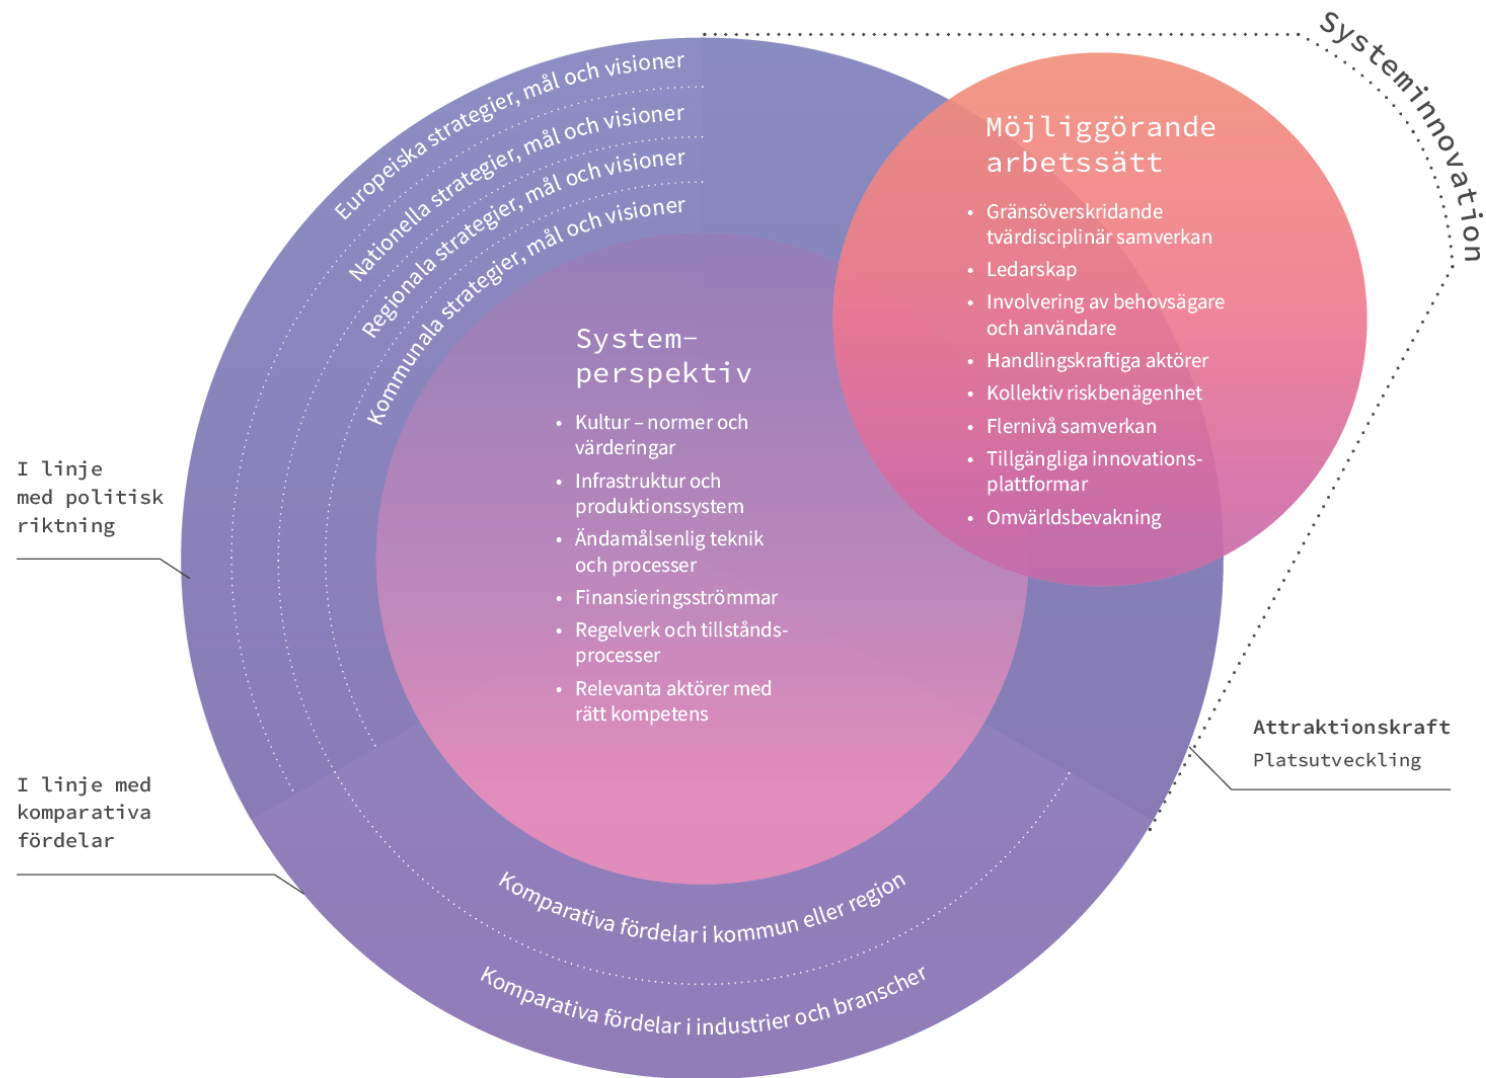 Systeminnovation
Europeiska strategier, mål och visioner
Nationella strategier, mål och visioner
Regionala strategier, mål och visioner
Kommunala strategier, mål och visioner
Möjliggörande
arbetssätt
• Gränsöverskridande
tvärdisciplinär samverkan
• Ledarskap
• Involvering av behovsägare
och användare
• Handlingskraftiga aktörer
• Kollektiv riskbenägenhet
• Flernivå samverkan
• Tillgängliga innovations-
plattformar
• Omvärldsbevakning
System-
perspektiv
• Kultur – normer och
värderingar
• Infrastruktur och
produktionssystem
• Ändamålsenlig teknik
och processer
• Finansieringsströmmar
• Regelverk och tillstånds-
processer
• Relevanta aktörer med
rätt kompetens
I linje
med politisk
riktning
I linje med
komparativa
fördelar
Attraktionskraft
Platsutveckling
Komparativa fördelar i kommun eller region
Komparativa fördelar i industrier och branscher